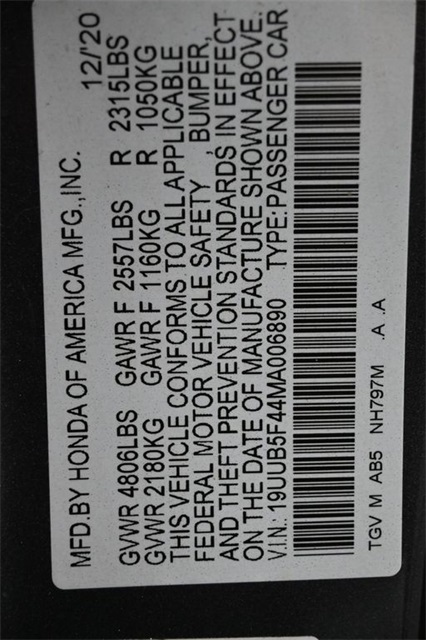 MFD.BY HONDA OF AMERICA MFG.,INC. 12/'20
GVWR 4806LBS GAWR F 2557LBS R 2315LBS
GVWR 2180KG GAWR F 1160KG R 1050KG
THIS VEHICLE CONFORMS TO ALL APPLICABLE
FEDERAL MOTOR VEHICLE SAFETY , BUMPER,
AND THEFT PREVENTION STANDARDS IN EFFECT
ON THE DATE OF MANUFACTURE SHOWN ABOVE.
V.I.N.: 19UUB5F44MA006890 TYPE:PASSENGER CAR
TGV M AB5 NH797M .A .A